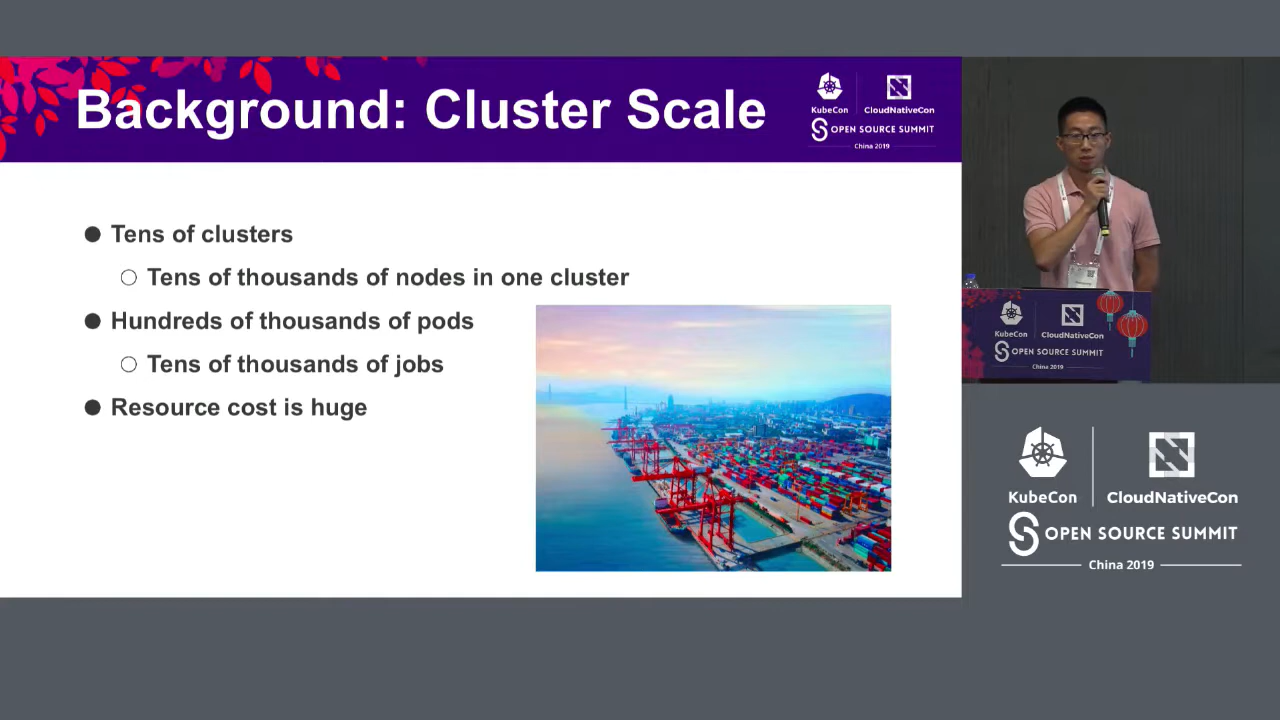 Background: Cluster Scale
KubeCon
CloudNativeCon
OPEN SOURCE SUMMIT
China 2019
● Tens of clusters
○ Tens of thousands of nodes in one cluster
● Hundreds of thousands of pods
○ Tens of thousands of jobs
● Resource cost is huge
KubeCon
CloudNativeCon
OPEN SOURCE SUMMIT
China 2019
KubeCon
CloudNativeCon
OPEN SOURCE SUMMIT
China 2019